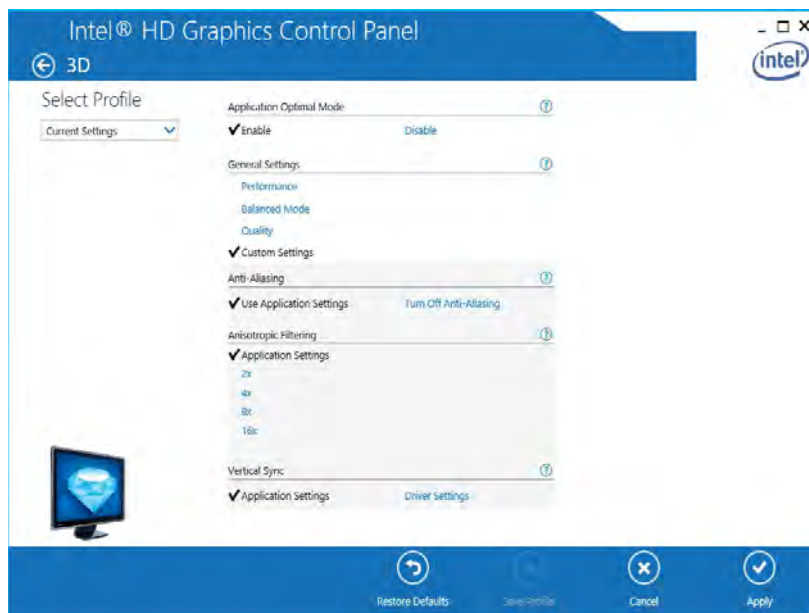 Intel® HD Graphics Control Panel
3D
intel
Select Profile
Current Settings
Application Optimal Mode
Enable Disable
General Settings
Performance
Balanced Mode
Quality
Custom Settings
Anti-Aliasing
Use Application Settings Turn Off Anti-Aliasing
Anisotropic Filtering
Application Settings
2x
4x
8x
16x
Vertical Sync
Application Settings Driver Settings
Restore Defaults Save Profile Cancel Apply